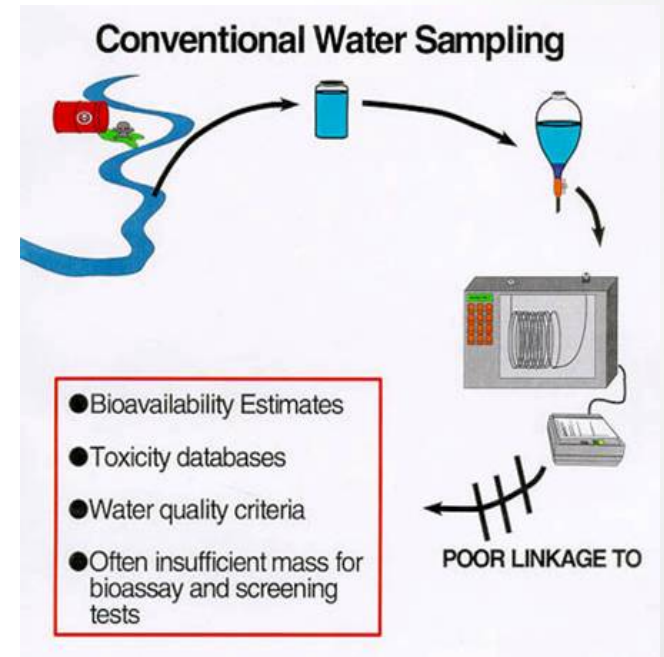 Conventional Water Sampling
●Bioavailability Estimates
●Toxicity databases
●Water quality criteria
●Often insufficient mass for
bioassay and screening
tests
POOR LINKAGE TO